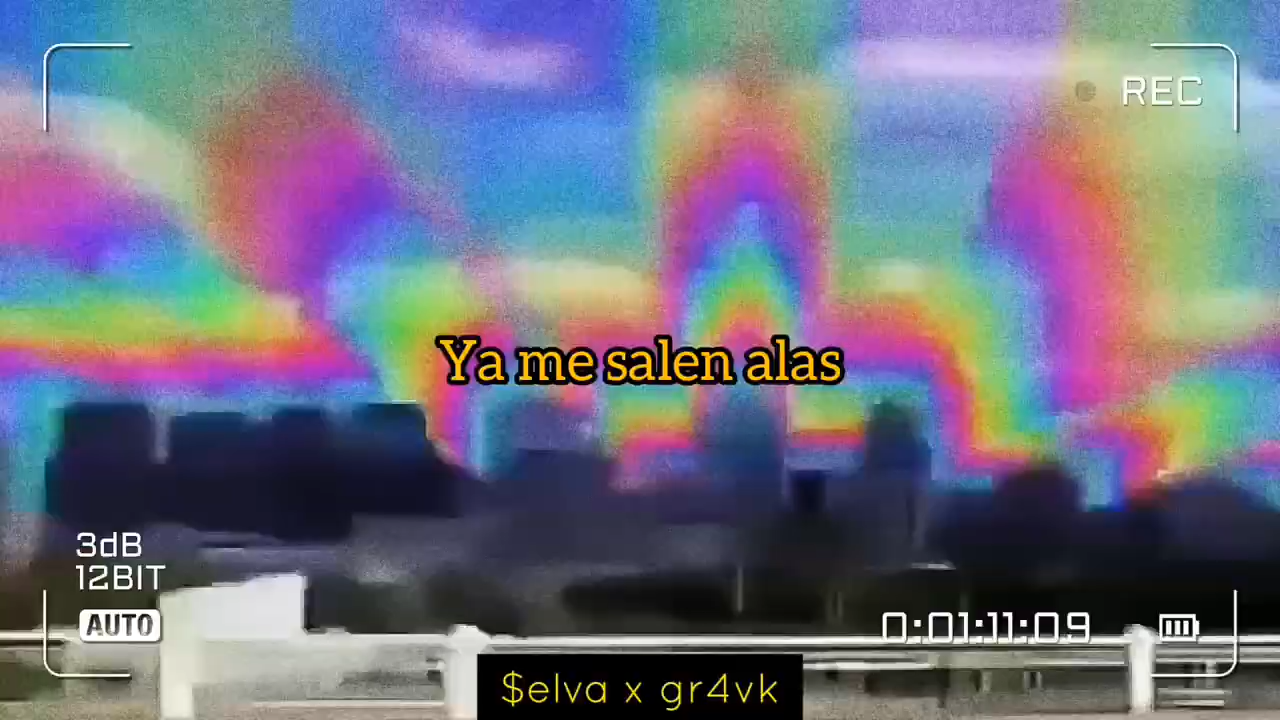 REC
Ya me salen alas
3dB
12BIT
AUTO
0:01:11:09
$elva x gr4vk